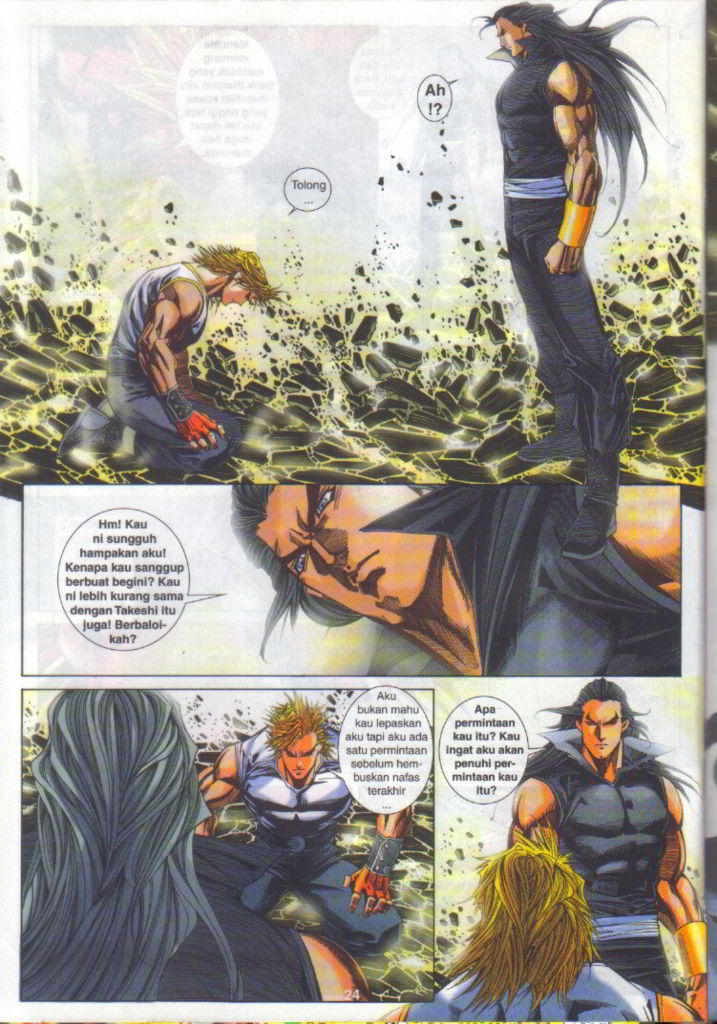 Ah
!?
Tolong
...
Hm! Kau
ni sungguh
hampakan aku!
Kenapa kau sanggup
berbuat begini? Kau
ni lebih kurang sama
dengan Takeshi itu
juga! Berbaloi-
kah?
Aku
bukan mahu
kau lepaskan
aku tapi aku ada
satu permintaan
sebelum hem-
buskan nafas
terakhir
...
Apa
permintaan
kau itu? Kau
ingat aku akan
penuhi per-
mintaan kau
itu?
24